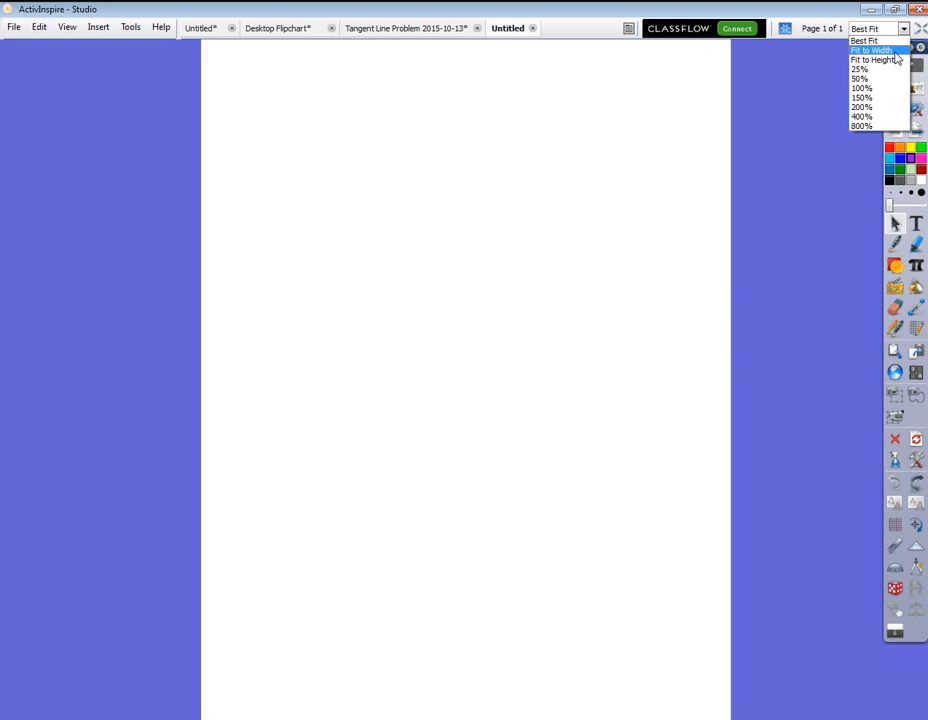 ActivInspire - Studio
File Edit View Insert Tools Help Untitled* Desktop Flipchart* Tangent Line Problem 2015-10-13* Untitled CLASSFLOW Connect Page 1 of 1 Best Fit
Best Fit
Fit to Width
Fit to Height
25%
50%
100%
150%
200%
400%
800%
T